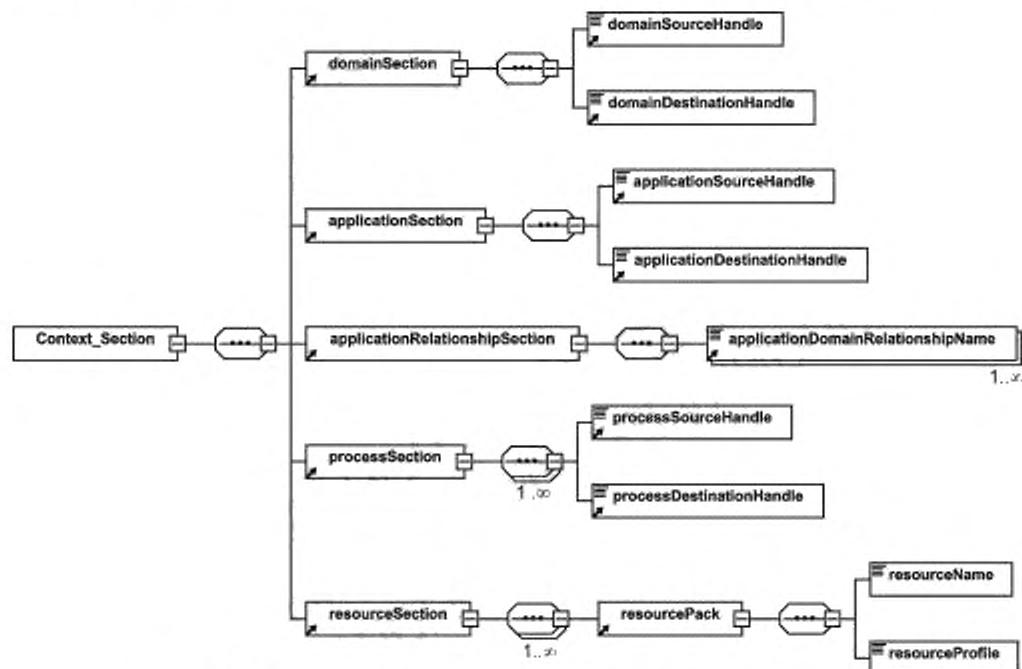 domainSourceHandle
domainSection
domainDestinationHandle
applicationSourceHandle
applicationSection
applicationDestinationHandle
Context_Section
applicationRelationshipSection
applicationDomainRelationshipName
1..∞
processSourceHandle
processSection
1..∞
processDestinationHandle
resourceName
resourceSection
resourcePack
1..∞
resourceProfile